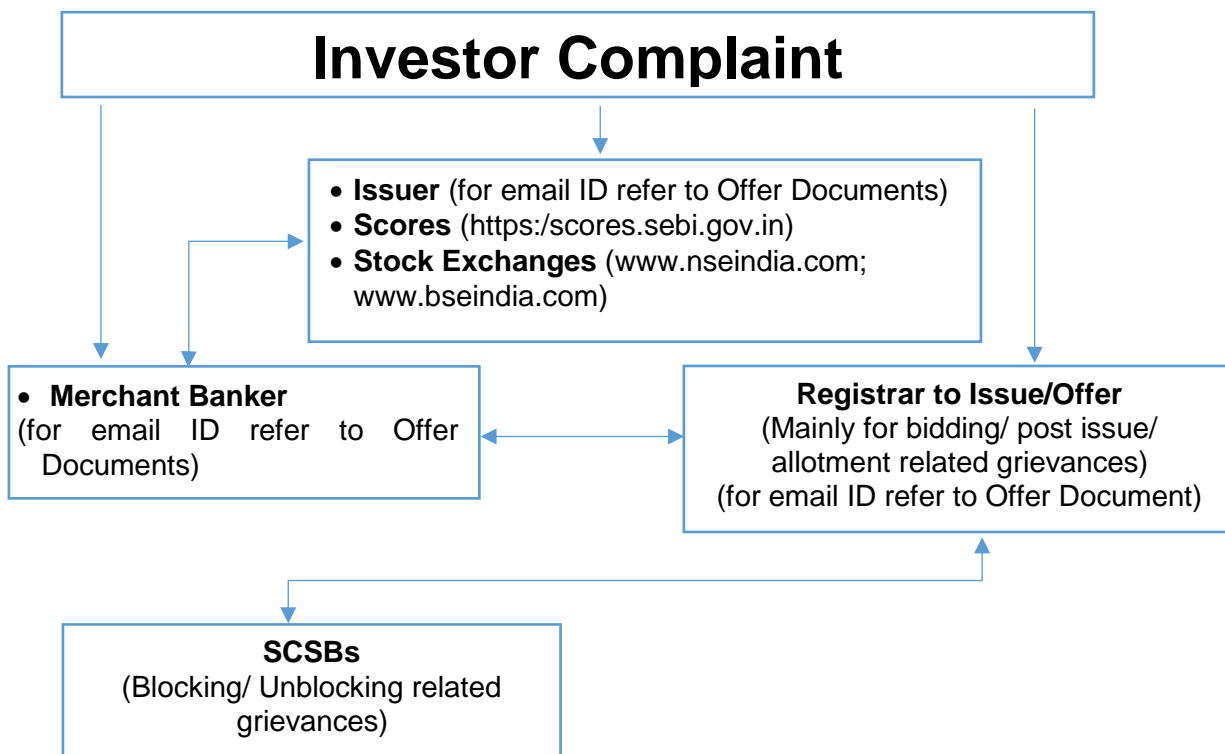 Investor Complaint
• Issuer (for email ID refer to Offer Documents)
• Scores (https:/scores.sebi.gov.in)
• Stock Exchanges (www.nseindia.com;
www.bseindia.com)
• Merchant Banker
(for email ID refer to Offer
Documents)
Registrar to Issue/Offer
(Mainly for bidding/ post issue/
allotment related grievances)
(for email ID refer to Offer Document)
SCSBs
(Blocking/ Unblocking related
grievances)